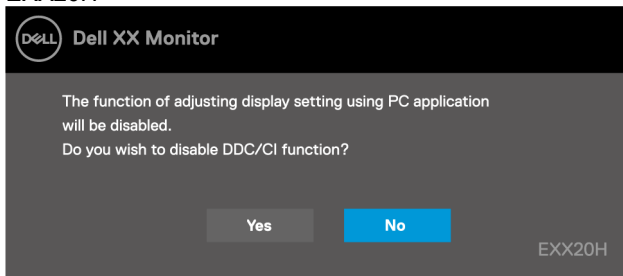 EXX20H
DELL
Dell XX Monitor
The function of adjusting display setting using PC application
will be disabled.
Do you wish to disable DDC/CI function?
Yes
No
EXX20H